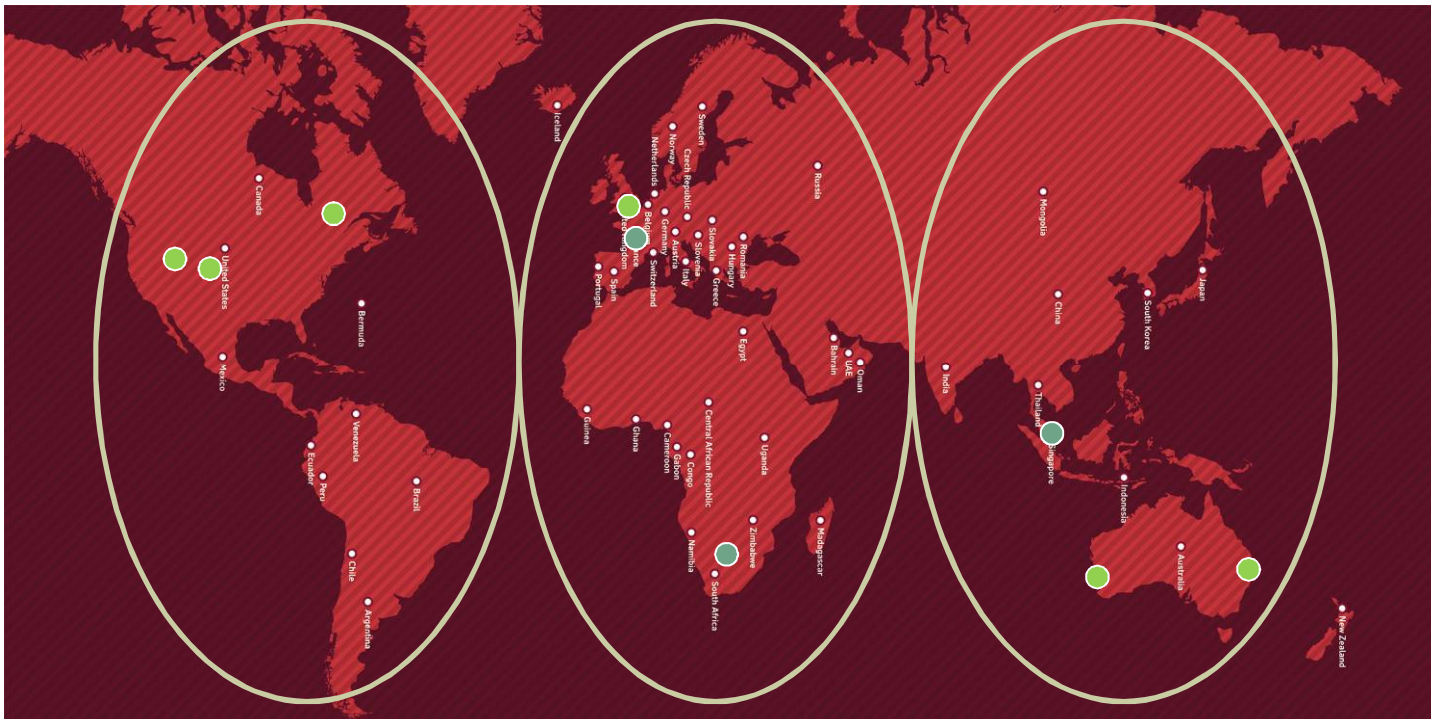 Canada
United States
Bermuda
Mexico
Venezuela
Ecuador
Peru
Brazil
Chile
Argentina
Iceland
Sweden
Norway
Netherlands
Czech Republic
Russia
Germany
Austria
Slovakia
Slovenia
Romania
Hungary
Italy
Greece
Switzerland
Portugal
Spain
Egypt
Bahrain
UAE
Oman
Guinea
Ghana
Cameroon
Gabon
Congo
Central African Republic
Uganda
Namibia
Zimbabwe
Madagascar
South Africa
Mongolia
China
South Korea
Japan
India
Thailand
Singapore
Indonesia
Australia
New Zealand